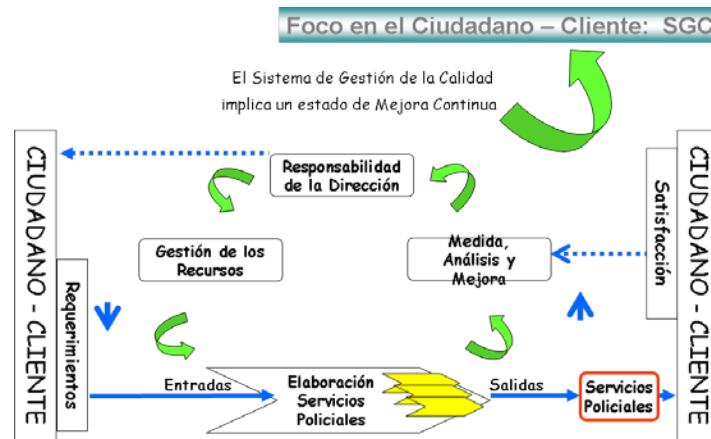 Foco en el Ciudadano – Cliente: SGC
El Sistema de Gestión de la Calidad
implica un estado de Mejora Continua
CIUDADANO - CLIENTE
Responsabilidad
de la Dirección
Gestión de los
Recursos
Medida,
Análisis y
Mejora
Satisfacción
CIUDADANO - CLIENTE
Requerimientos
Entradas
Elaboración
Servicios
Policiales
Salidas
Servicios
Policiales